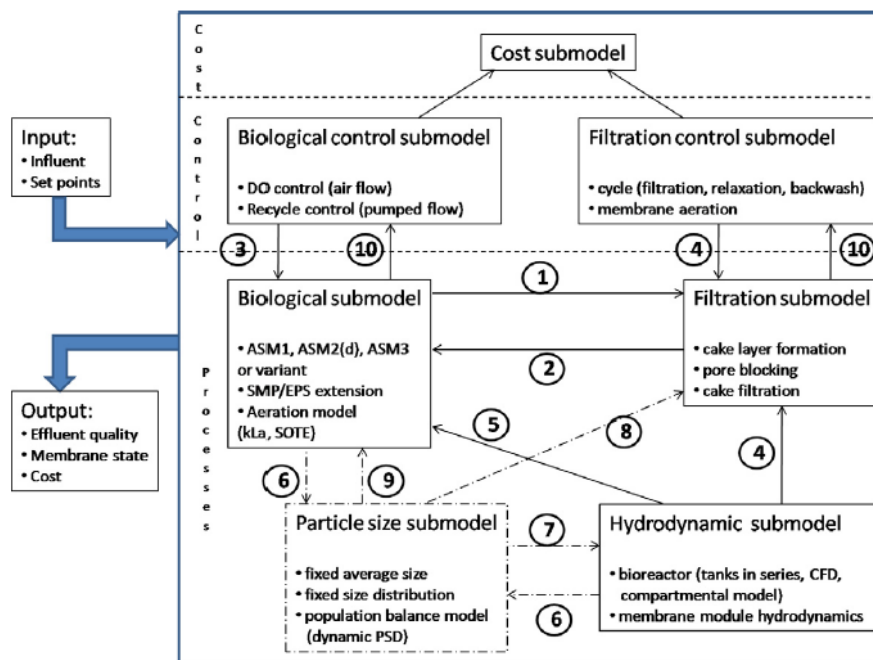 Cost
Cost submodel
Control
Input:
• Influent
• Set points
Biological control submodel
• DO control (air flow)
• Recycle control (pumped flow)
Filtration control submodel
• cycle (filtration, relaxation, backwash)
• membrane aeration
3
10
4
10
Processes
Biological submodel
• ASM1, ASM2(d), ASM3
or variant
• SMP/EPS extension
• Aeration model
(kLa, SOTE)
1
2
Filtration submodel
• cake layer formation
• pore blocking
• cake filtration
Output:
• Effluent quality
• Membrane state
• Cost
5
8
4
6
9
Particle size submodel
• fixed average size
• fixed size distribution
• population balance model
(dynamic PSD)
7
6
Hydrodynamic submodel
• bioreactor (tanks in series, CFD,
compartmental model)
• membrane module hydrodynamics